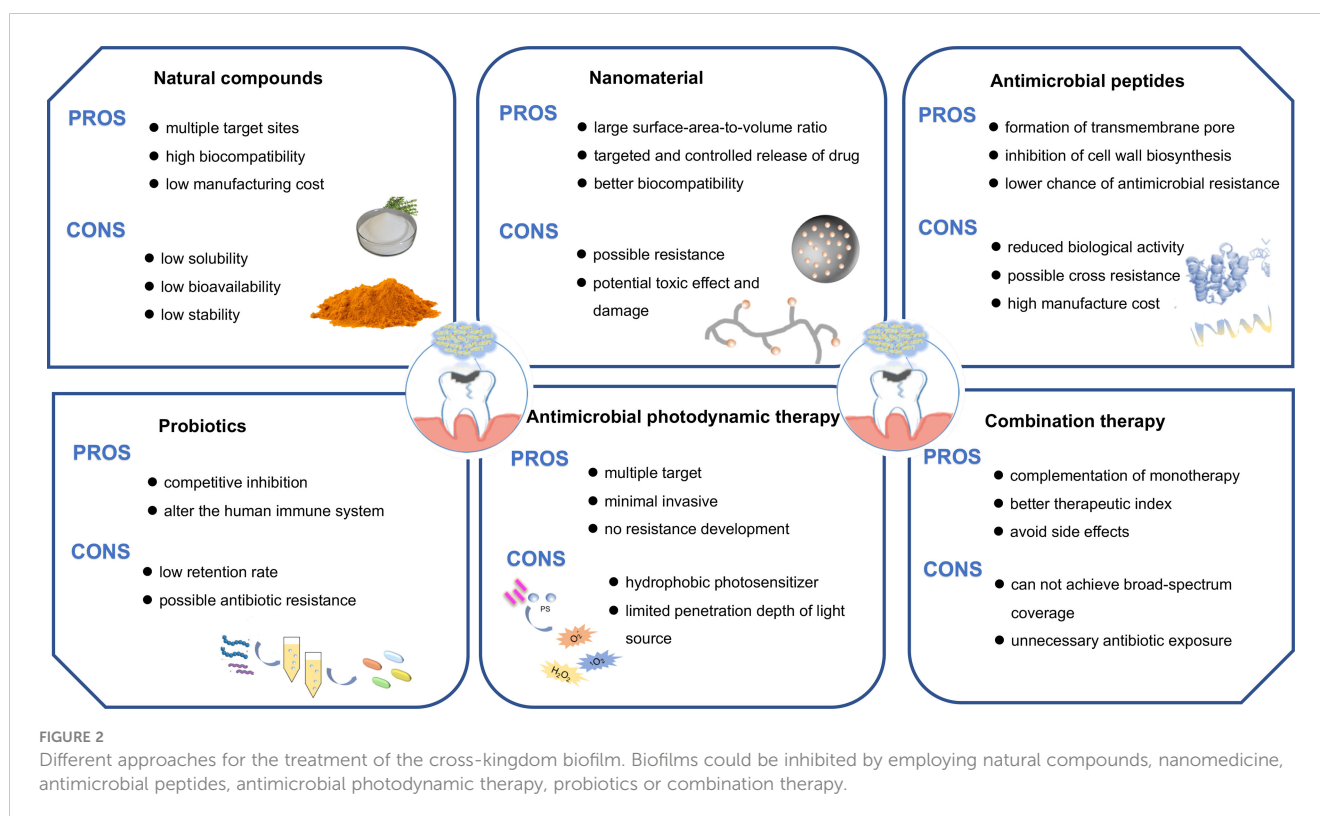 Natural compounds
PROS
● multiple target sites
● high biocompatibility
● low manufacturing cost
CONS
● low solubility
● low bioavailability
● low stability
Nanomaterial
PROS
● large surface-area-to-volume ratio
● targeted and controlled release of drug
● better biocompatibility
CONS
● possible resistance
● potential toxic effect and
damage
Antimicrobial peptides
PROS
● formation of transmembrane pore
● inhibition of cell wall biosynthesis
● lower chance of antimicrobial resistance
CONS
● reduced biological activity
● possible cross resistance
● high manufacture cost
Probiotics
PROS
● competitive inhibition
● alter the human immune system
CONS
● low retention rate
● possible antibiotic resistance
Antimicrobial photodynamic therapy
PROS
● multiple target
● minimal invasive
● no resistance development
CONS
● hydrophobic photosensitizer
● limited penetration depth of light
source
PS
¹O₂
H₂O₂
Combination therapy
PROS
● complementation of monotherapy
● better therapeutic index
● avoid side effects
CONS
● can not achieve broad-spectrum
coverage
● unnecessary antibiotic exposure
FIGURE 2
Different approaches for the treatment of the cross-kingdom biofilm. Biofilms could be inhibited by employing natural compounds, nanomedicine,
antimicrobial peptides, antimicrobial photodynamic therapy, probiotics or combination therapy.